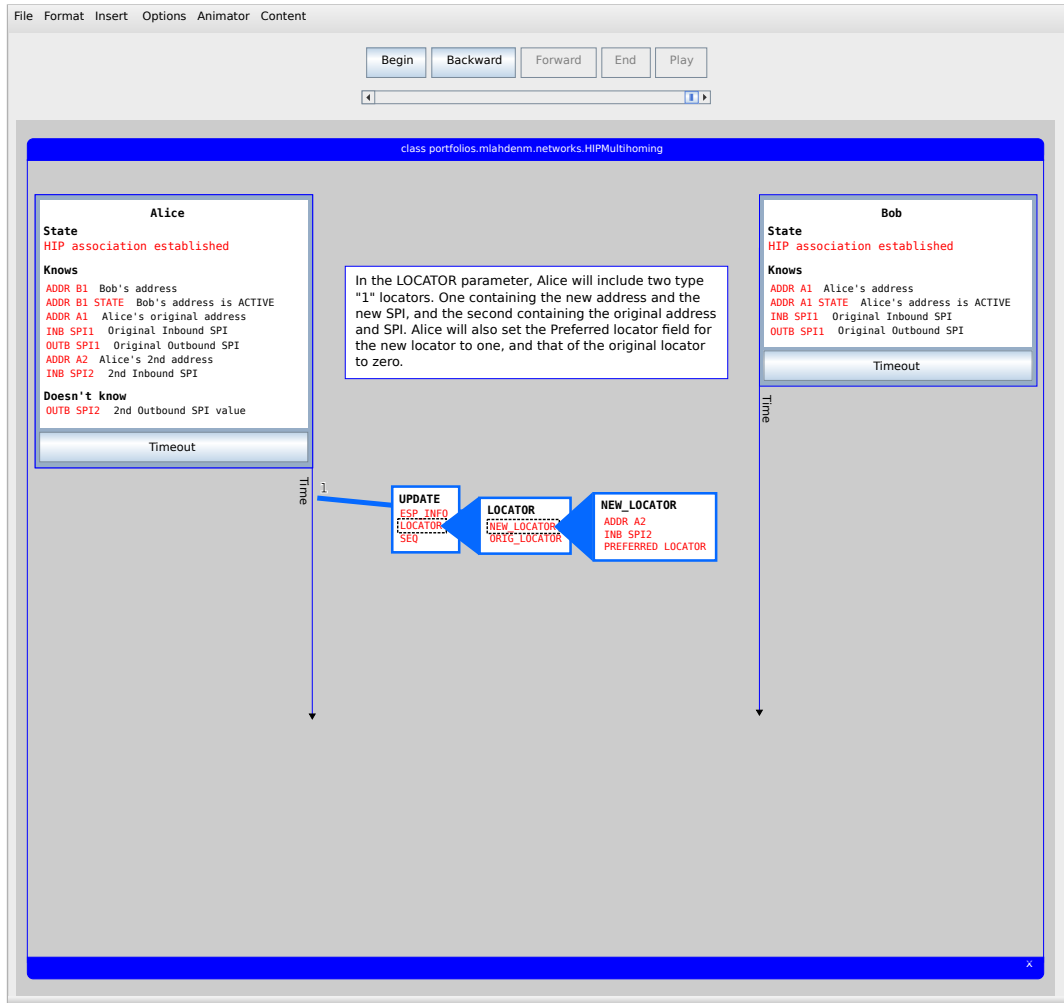 File Format Insert Options Animator Content
Begin Backward Forward End Play
class portfolios.mlahdenm.networks.HIPMultihoming
Alice
State
HIP association established
Knows
ADDR B1 Bob's address
ADDR B1 STATE Bob's address is ACTIVE
ADDR A1 Alice's original address
INB SPI1 Original Inbound SPI
OUTB SPI1 Original Outbound SPI
ADDR A2 Alice's 2nd address
INB SPI2 2nd Inbound SPI
Doesn't know
OUTB SPI2 2nd Outbound SPI value
Timeout
In the LOCATOR parameter, Alice will include two type
"1" locators. One containing the new address and the
new SPI, and the second containing the original address
and SPI. Alice will also set the Preferred locator field for
the new locator to one, and that of the original locator
to zero.
Bob
State
HIP association established
Knows
ADDR A1 Alice's address
ADDR A1 STATE Alice's address is ACTIVE
INB SPI1 Original Inbound SPI
OUTB SPI1 Original Outbound SPI
Timeout
Time
Time
1
UPDATE
ESP_INFO
LOCATOR
SEQ
LOCATOR
NEW_LOCATOR
ORIG_LOCATOR
NEW_LOCATOR
ADDR A2
INB SPI2
PREFERRED LOCATOR
X